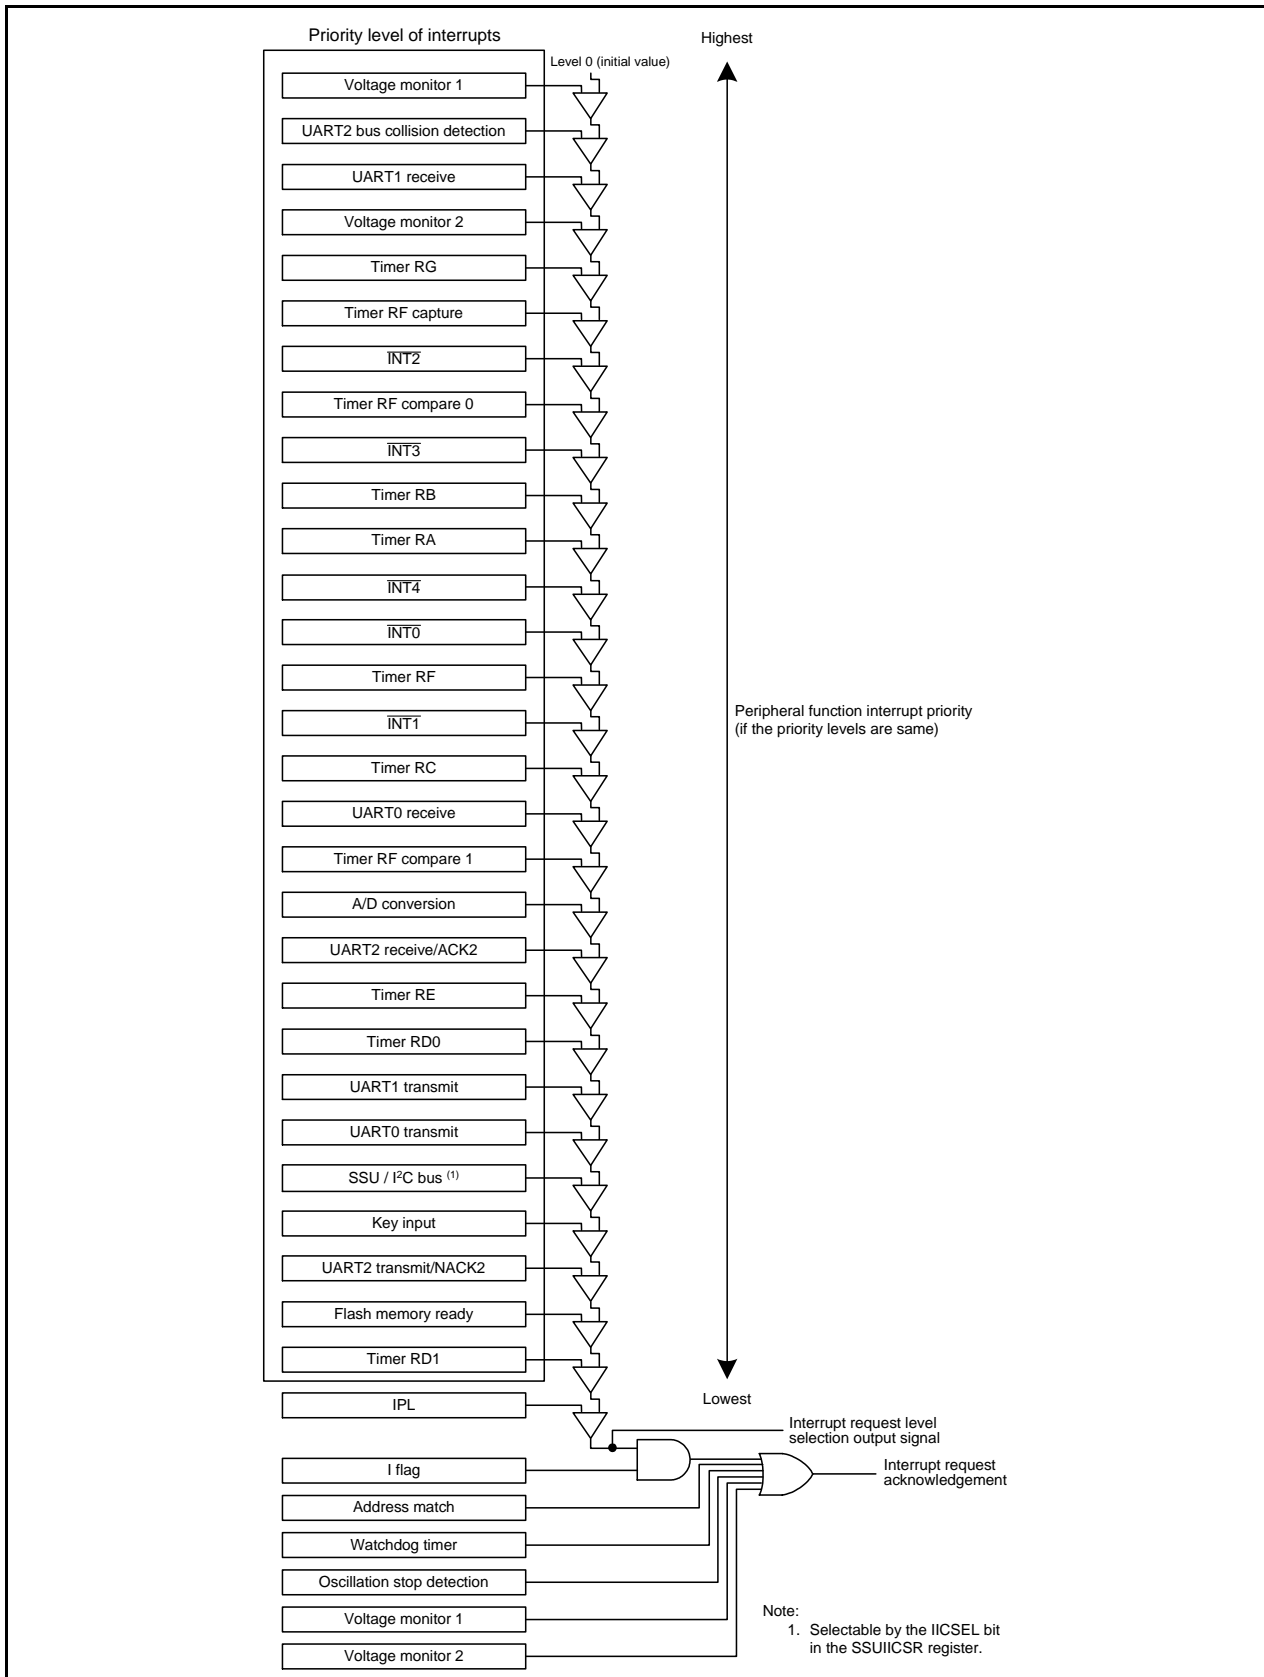 Priority level of interrupts
Highest
Level 0 (initial value)
Voltage monitor 1
UART2 bus collision detection
UART1 receive
Voltage monitor 2
Timer RG
Timer RF capture
INT2
Timer RF compare 0
INT3
Timer RB
Timer RA
INT4
INT0
Timer RF
Peripheral function interrupt priority
(if the priority levels are same)
INT1
Timer RC
UART0 receive
Timer RF compare 1
A/D conversion
UART2 receive/ACK2
Timer RE
Timer RD0
UART1 transmit
UART0 transmit
SSU / I²C bus (1)
Key input
UART2 transmit/NACK2
Flash memory ready
Timer RD1
Lowest
IPL
Interrupt request level
selection output signal
I flag
Interrupt request
acknowledgement
Address match
Watchdog timer
Oscillation stop detection
Voltage monitor 1
Voltage monitor 2
Note:
1. Selectable by the IICSEL bit
in the SSUIICSR register.